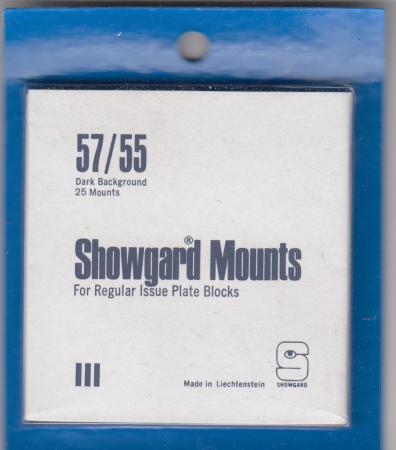 57/55
Dark Background
25 Mounts
Showgard® Mounts
For Regular Issue Plate Blocks
III
Made in Liechtenstein
S
SHOWGARD